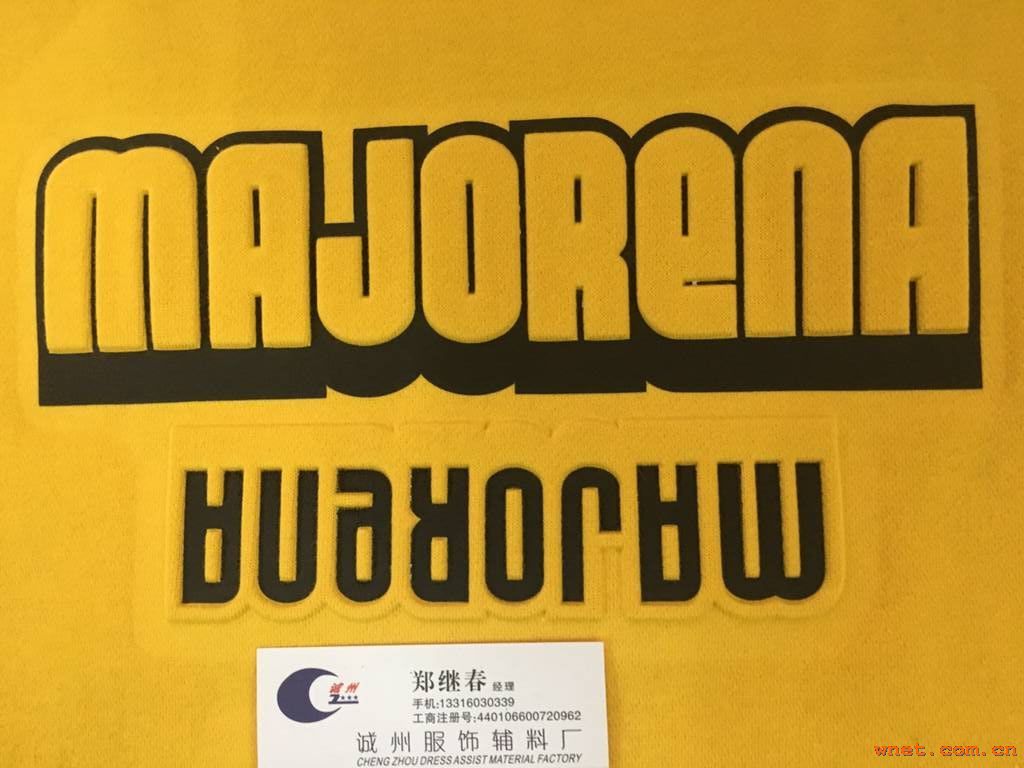 MAJORENA
MAJORENA
诚州
郑继春 经理
手机:13316030339
工商注册号:440106600720962
诚州服饰辅料厂
CHENG ZHOU DRESS ASSIST MATERIAL FACTORY
wnet.com.cn